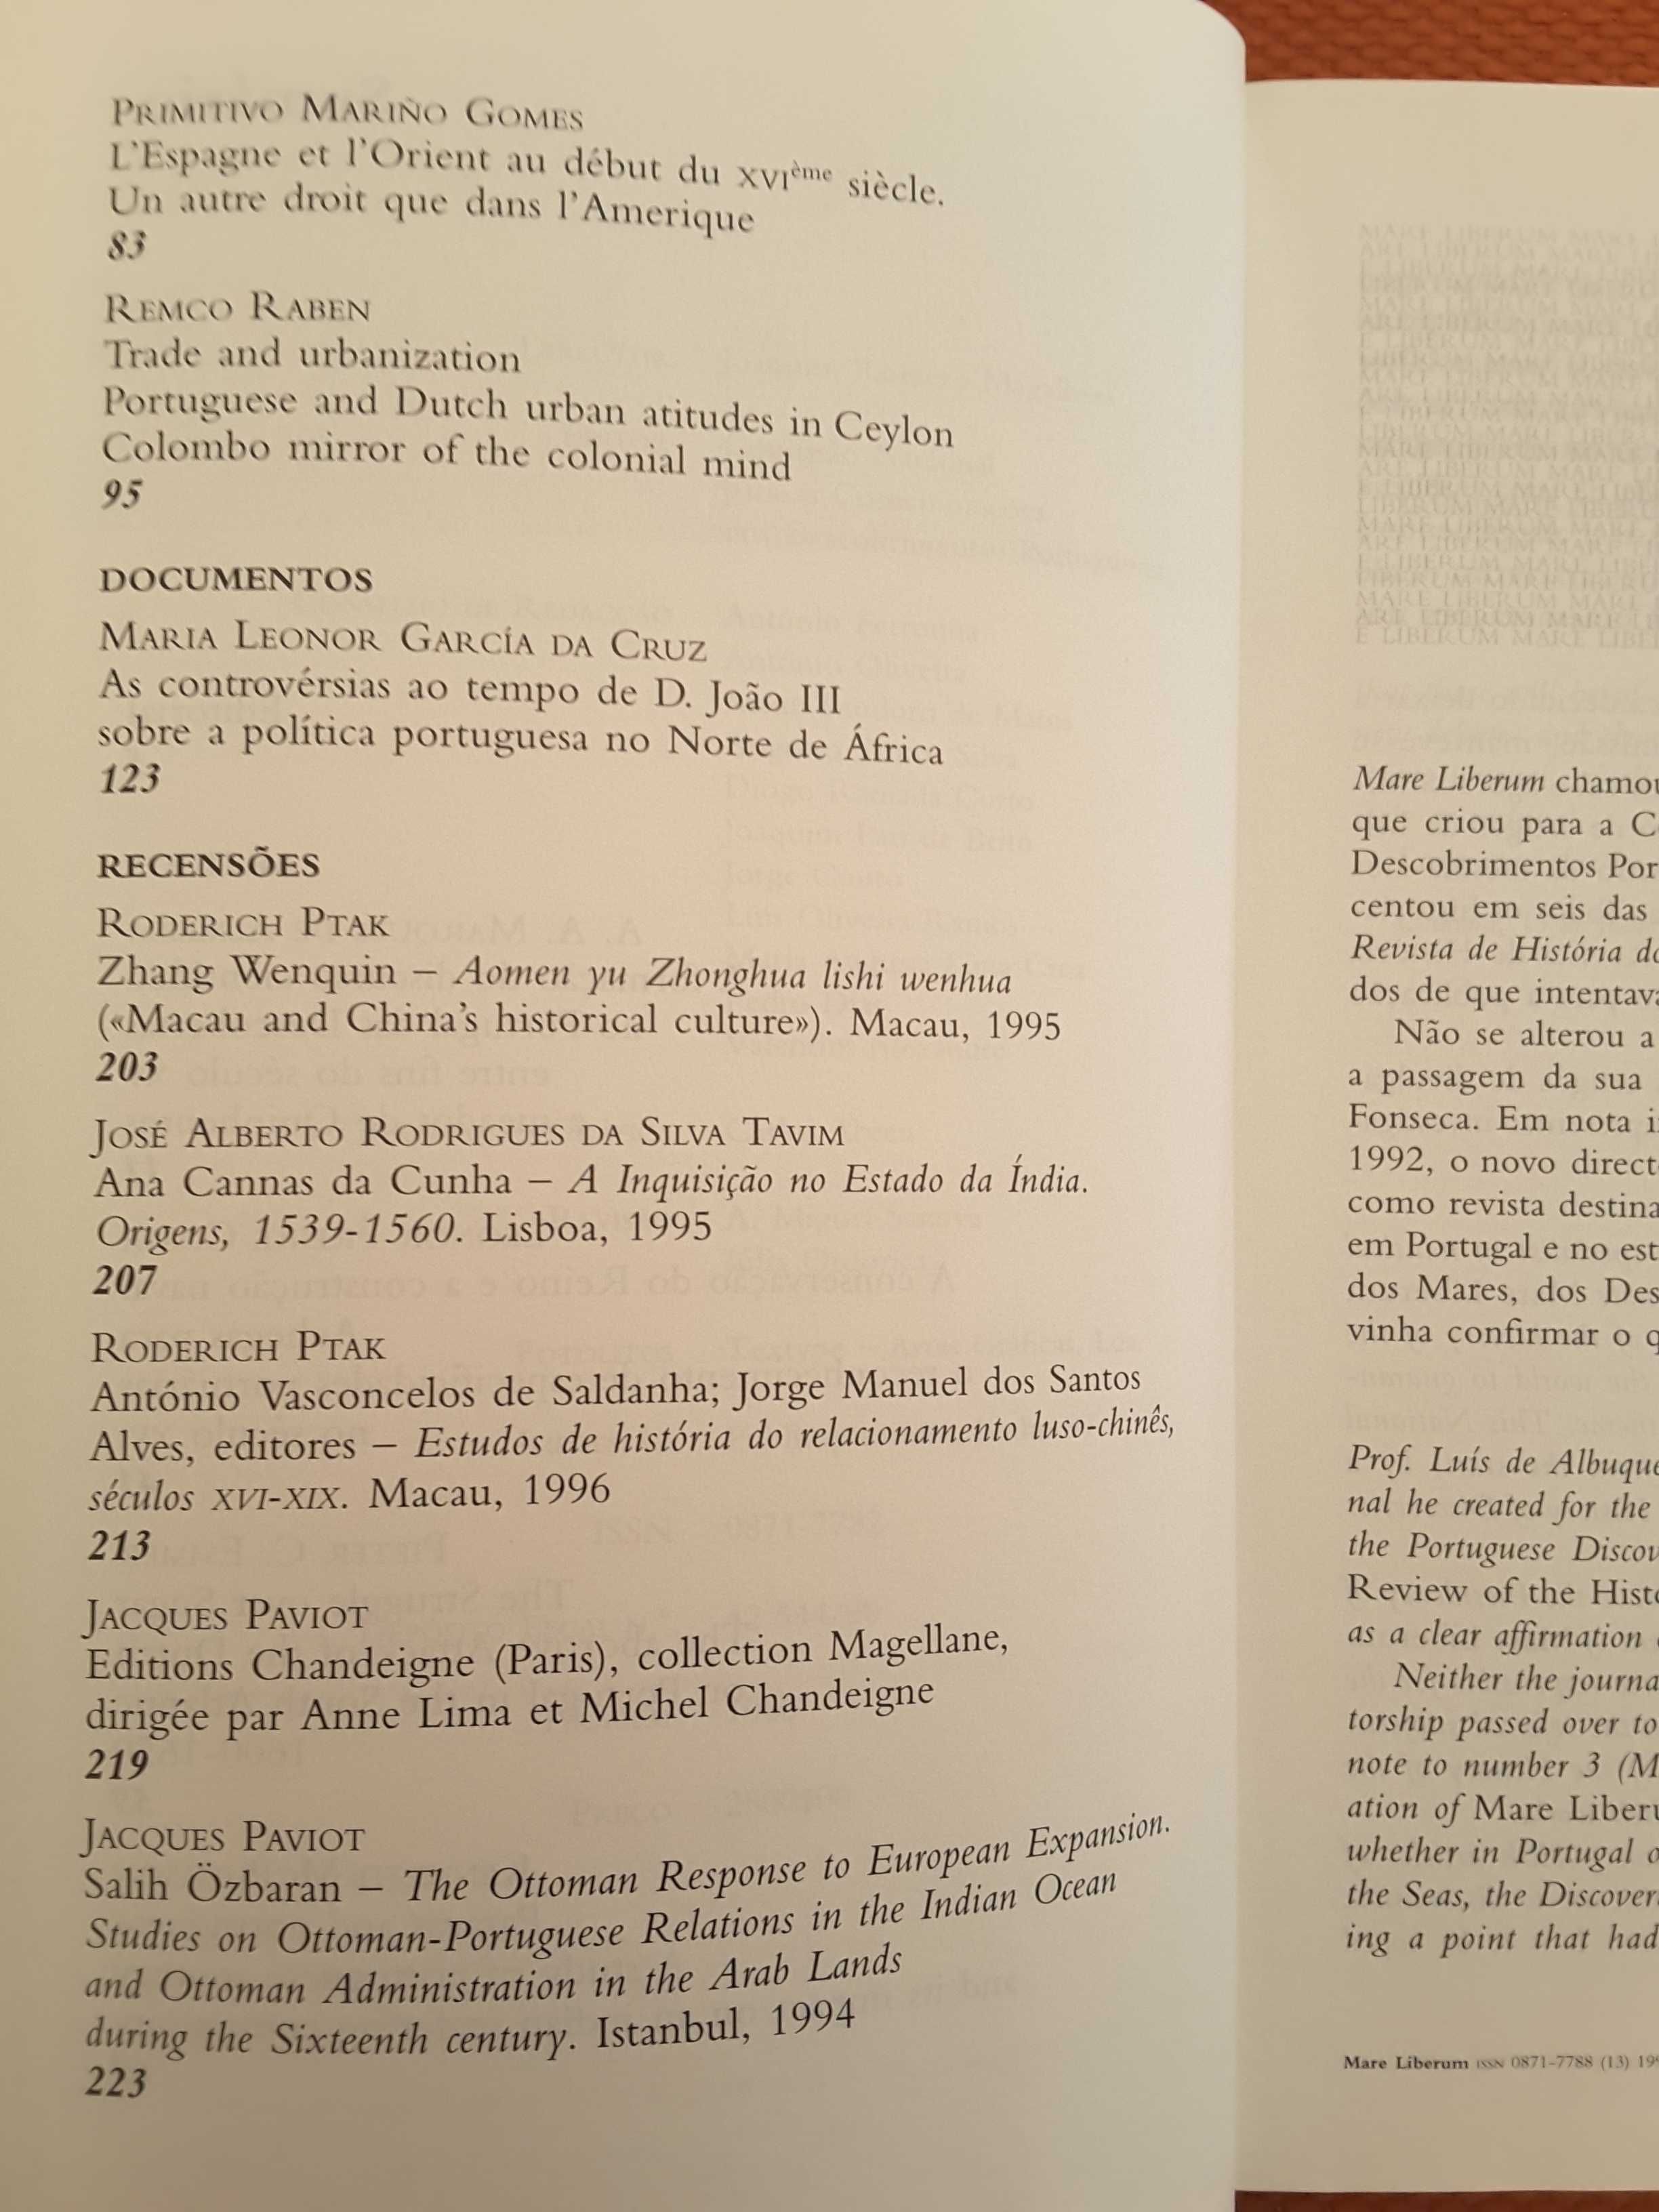 PRIMITIVO MARIÑO GOMES
L'Espagne et l'Orient au début du XVIème siècle.
Un autre droit que dans l'Amerique
83
REMCO RABEN
Trade and urbanization
Portuguese and Dutch urban atitudes in Ceylon
Colombo mirror of the colonial mind
95
DOCUMENTOS
MARIA LEONOR GARCÍA DA CRUZ
As controvérsias ao tempo de D. João III
sobre a política portuguesa no Norte de África
123
RECENSÕES
RODERICH PTAK
Zhang Wenquin – Aomen yu Zhonghua lishi wenhua
(«Macau and China's historical culture»). Macau, 1995
203
JOSÉ ALBERTO RODRIGUES DA SILVA TAVIM
Ana Cannas da Cunha – A Inquisição no Estado da Índia.
Origens, 1539-1560. Lisboa, 1995
207
RODERICH PTAK
António Vasconcelos de Saldanha; Jorge Manuel dos Santos
Alves, editores – Estudos de história do relacionamento luso-chinês,
séculos XVI-XIX. Macau, 1996
213
JACQUES PAVIOT
Editions Chandeigne (Paris), collection Magellane,
dirigée par Anne Lima et Michel Chandeigne
219
JACQUES PAVIOT
Salih Özbaran – The Ottoman Response to European Expansion.
Studies on Ottoman-Portuguese Relations in the Indian Ocean
and Ottoman Administration in the Arab Lands
during the Sixteenth century. Istanbul, 1994
223
Mare Liberum
que criou para a
Descobrimentos
centou em seis das
Revista de História
dos de que
Não se alterou a
a passagem da sua
Fonseca. Em nota
1992, o novo
como revista
em Portugal e no
dos Mares, dos
vinha confirmar o
Prof. Luís de
nal he created for the
the Portuguese
Review of the
as a clear affirmation
Neither the
torship passed over to
note to number 3
ation of Mare
whether in Portugal
the Seas, the
ing a point that had
Mare Liberum ISSN 0871-7788 (13)